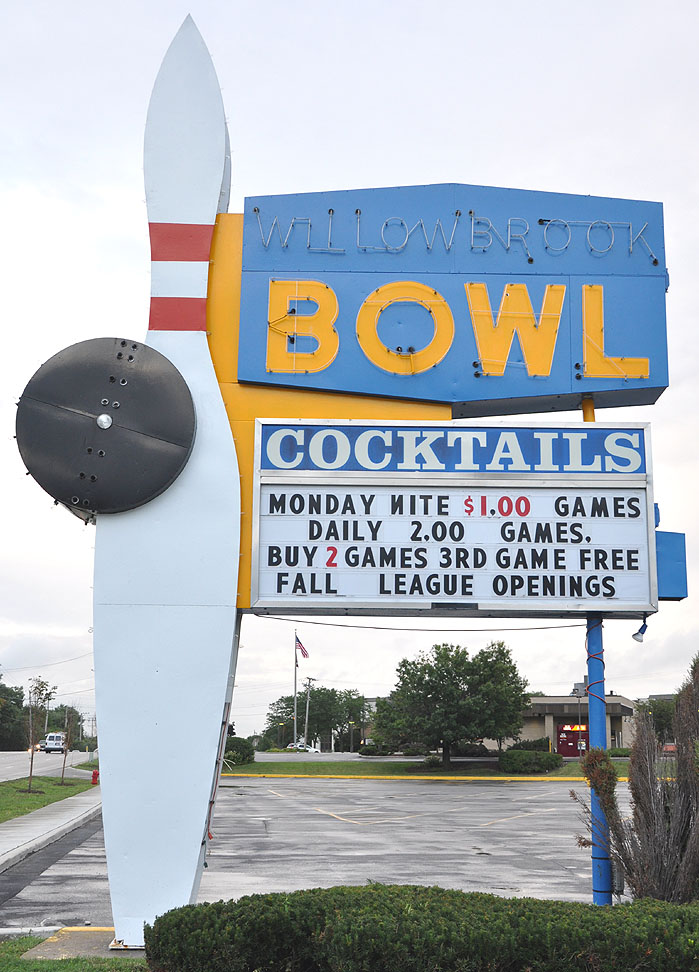 WILLOWBROOK
BOWL
COCKTAILS
MONDAY NITE $1.00 GAMES
DAILY 2.00 GAMES.
BUY 2 GAMES 3RD GAME FREE
FALL LEAGUE OPENINGS